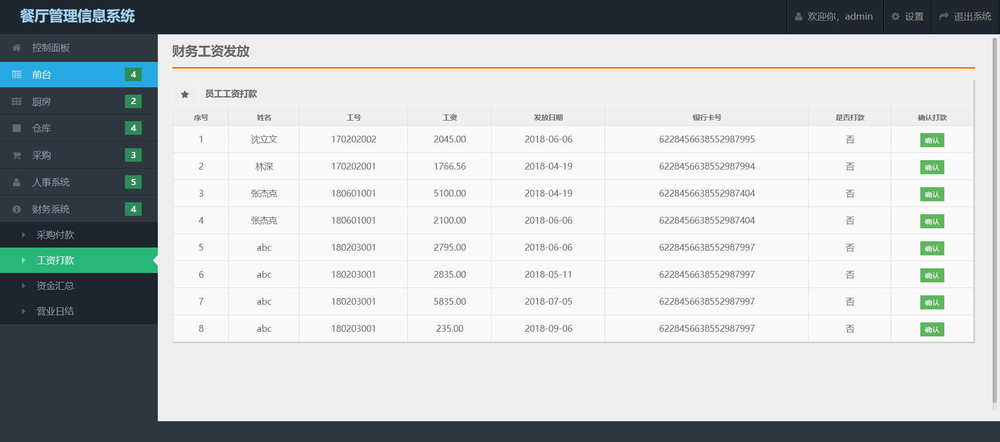 餐厅管理信息系统
欢迎你，admin
设置
退出系统
控制面板
前台 4
厨房 2
仓库 4
采购 3
人事系统 5
财务系统 4
采购付款
工资打款
资金汇总
营业日结
财务工资发放
员工工资打款
序号 姓名 工号 工资 发放日期 银行卡号 是否打款 确认打款
1 沈立文 170202002 2045.00 2018-06-06 6228456638552987995 否 确认
2 林深 170202001 1766.56 2018-04-19 6228456638552987994 否 确认
3 张杰克 180601001 5100.00 2018-04-19 6228456638552987404 否 确认
4 张杰克 180601001 2100.00 2018-06-06 6228456638552987404 否 确认
5 abc 180203001 2795.00 2018-06-06 6228456638552987997 否 确认
6 abc 180203001 2835.00 2018-05-11 6228456638552987997 否 确认
7 abc 180203001 5835.00 2018-07-05 6228456638552987997 否 确认
8 abc 180203001 235.00 2018-09-06 6228456638552987997 否 确认